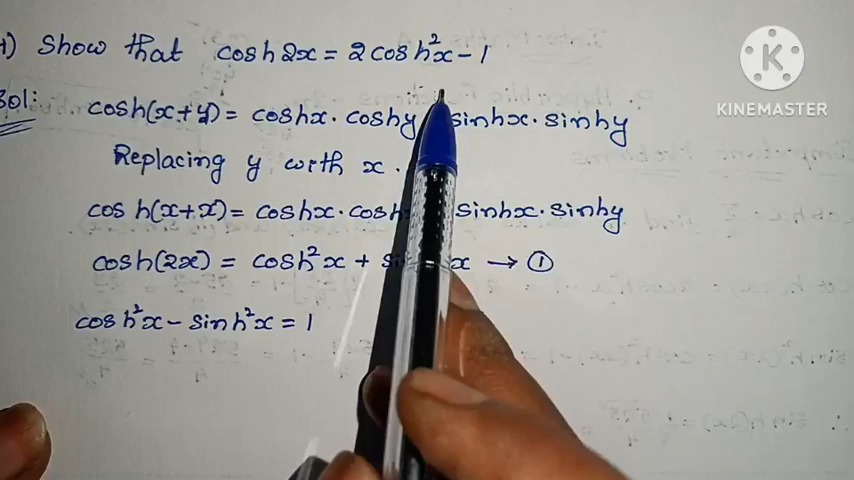 Show that cosh2x = 2cosh²x - 1
Sol:
cosh(x+y) = coshx · coshy sinhx · sinhy
Replacing y with x ·
cosh(x+x) = coshx · cosh sinhx · sinhy
cosh(2x) = cosh²x + x → ①
cosh²x - sinh²x = 1
KINEMASTER